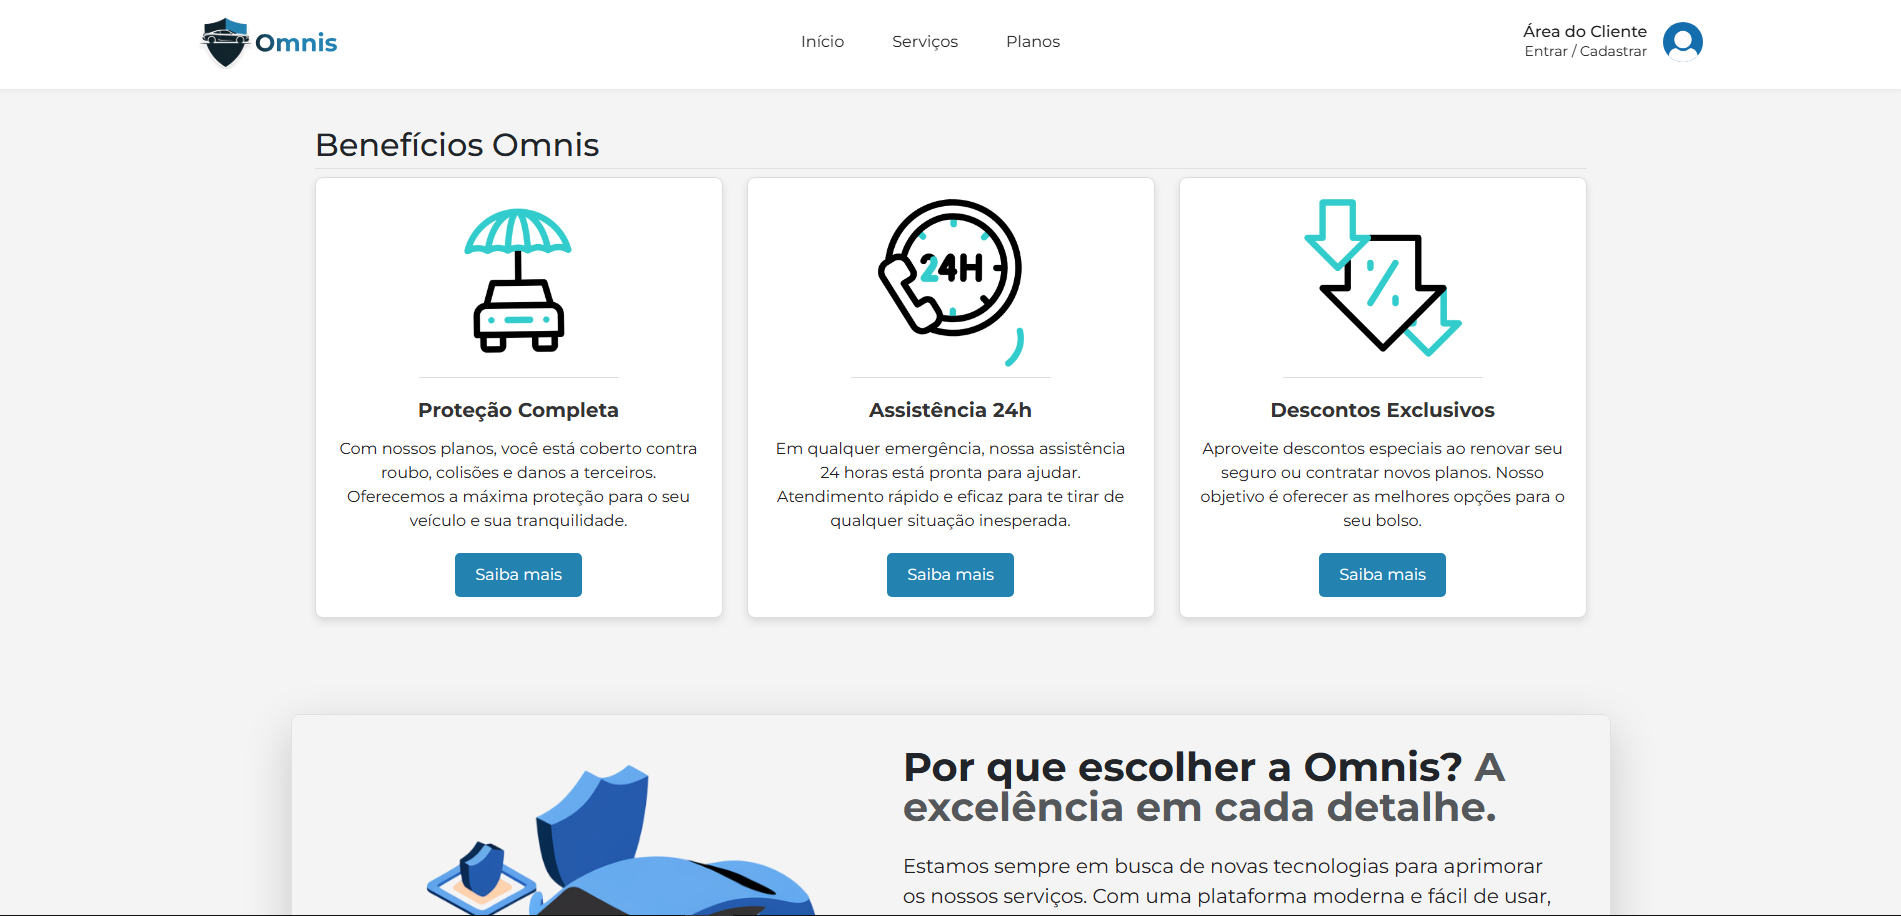 Omnis
Início
Serviços
Planos
Área do Cliente
Entrar / Cadastrar
Benefícios Omnis
24H
%
Proteção Completa
Com nossos planos, você está coberto contra
roubo, colisões e danos a terceiros.
Oferecemos a máxima proteção para o seu
veículo e sua tranquilidade.
Saiba mais
Assistência 24h
Em qualquer emergência, nossa assistência
24 horas está pronta para ajudar.
Atendimento rápido e eficaz para te tirar de
qualquer situação inesperada.
Saiba mais
Descontos Exclusivos
Aproveite descontos especiais ao renovar seu
seguro ou contratar novos planos. Nosso
objetivo é oferecer as melhores opções para o
seu bolso.
Saiba mais
Por que escolher a Omnis? A
excelência em cada detalhe.
Estamos sempre em busca de novas tecnologias para aprimorar
os nossos serviços. Com uma plataforma moderna e fácil de usar,